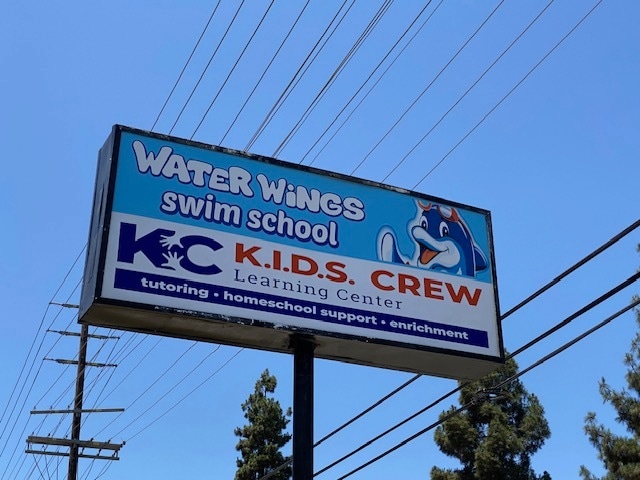 WATER WiNGS
swim school
KC K.I.D.S. CREW
Learning Center
tutoring • homeschool support • enrichment